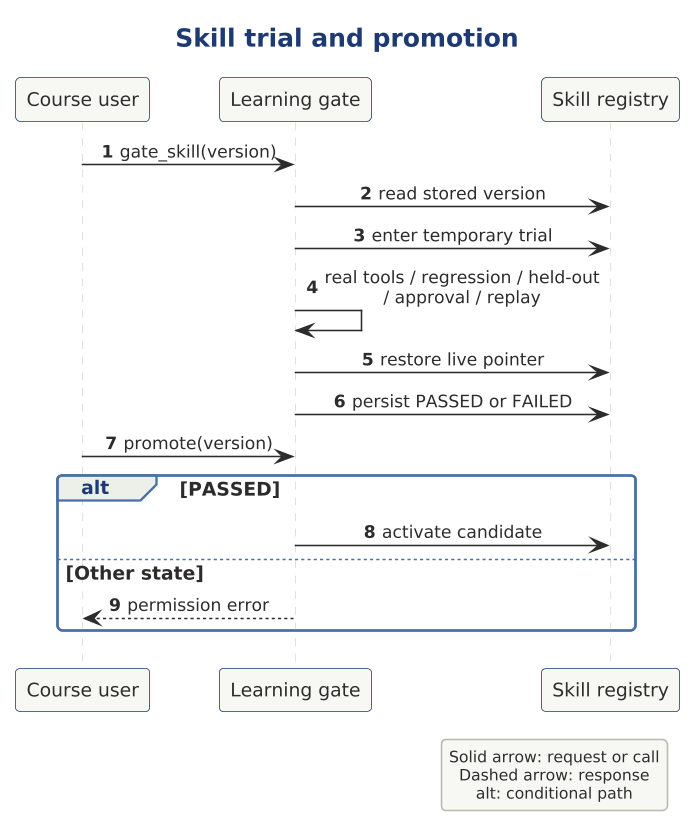 Skill trial and promotion
Course user
Learning gate
Skill registry
1 gate_skill(version)
2 read stored version
3 enter temporary trial
4 real tools / regression / held-out
/ approval / replay
5 restore live pointer
6 persist PASSED or FAILED
7 promote(version)
alt [PASSED]
8 activate candidate
[Other state]
9 permission error
Course user
Learning gate
Skill registry
Solid arrow: request or call
Dashed arrow: response
alt: conditional path